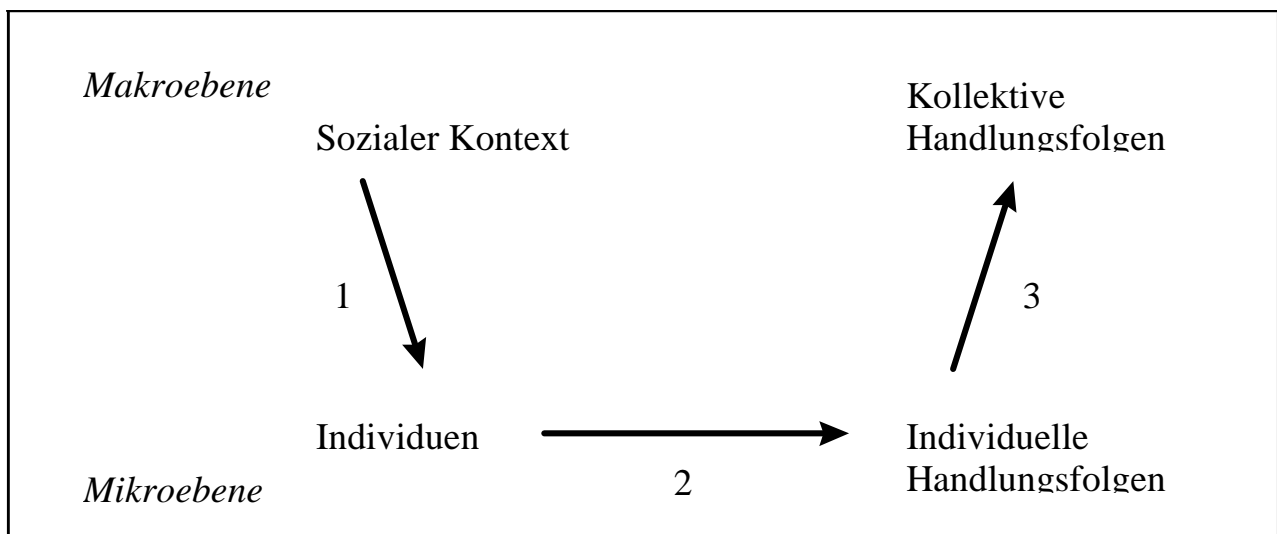 Makroebene
Kollektive
Handlungsfolgen
Sozialer Kontext
1
3
Individuen
Individuelle
Handlungsfolgen
2
Mikroebene